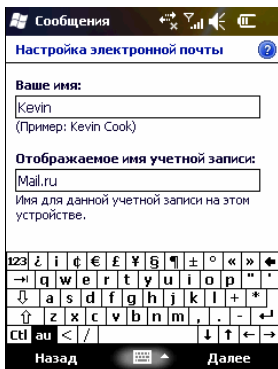 Сообщения
Настройка электронной почты
Ваше имя:
Kevin
(Пример: Kevin Cook)
Отображаемое имя учетной записи:
Mail.ru
Имя для данной учетной записи на этом
устройстве.
123 ¿ ¡ ¢ € £ ¥ § ¶ ± ° « »
q w e r t y u i o p " '
a s d f g h j k l + *
z x c v b n m , . -
Ctl au < /
Назад Далее